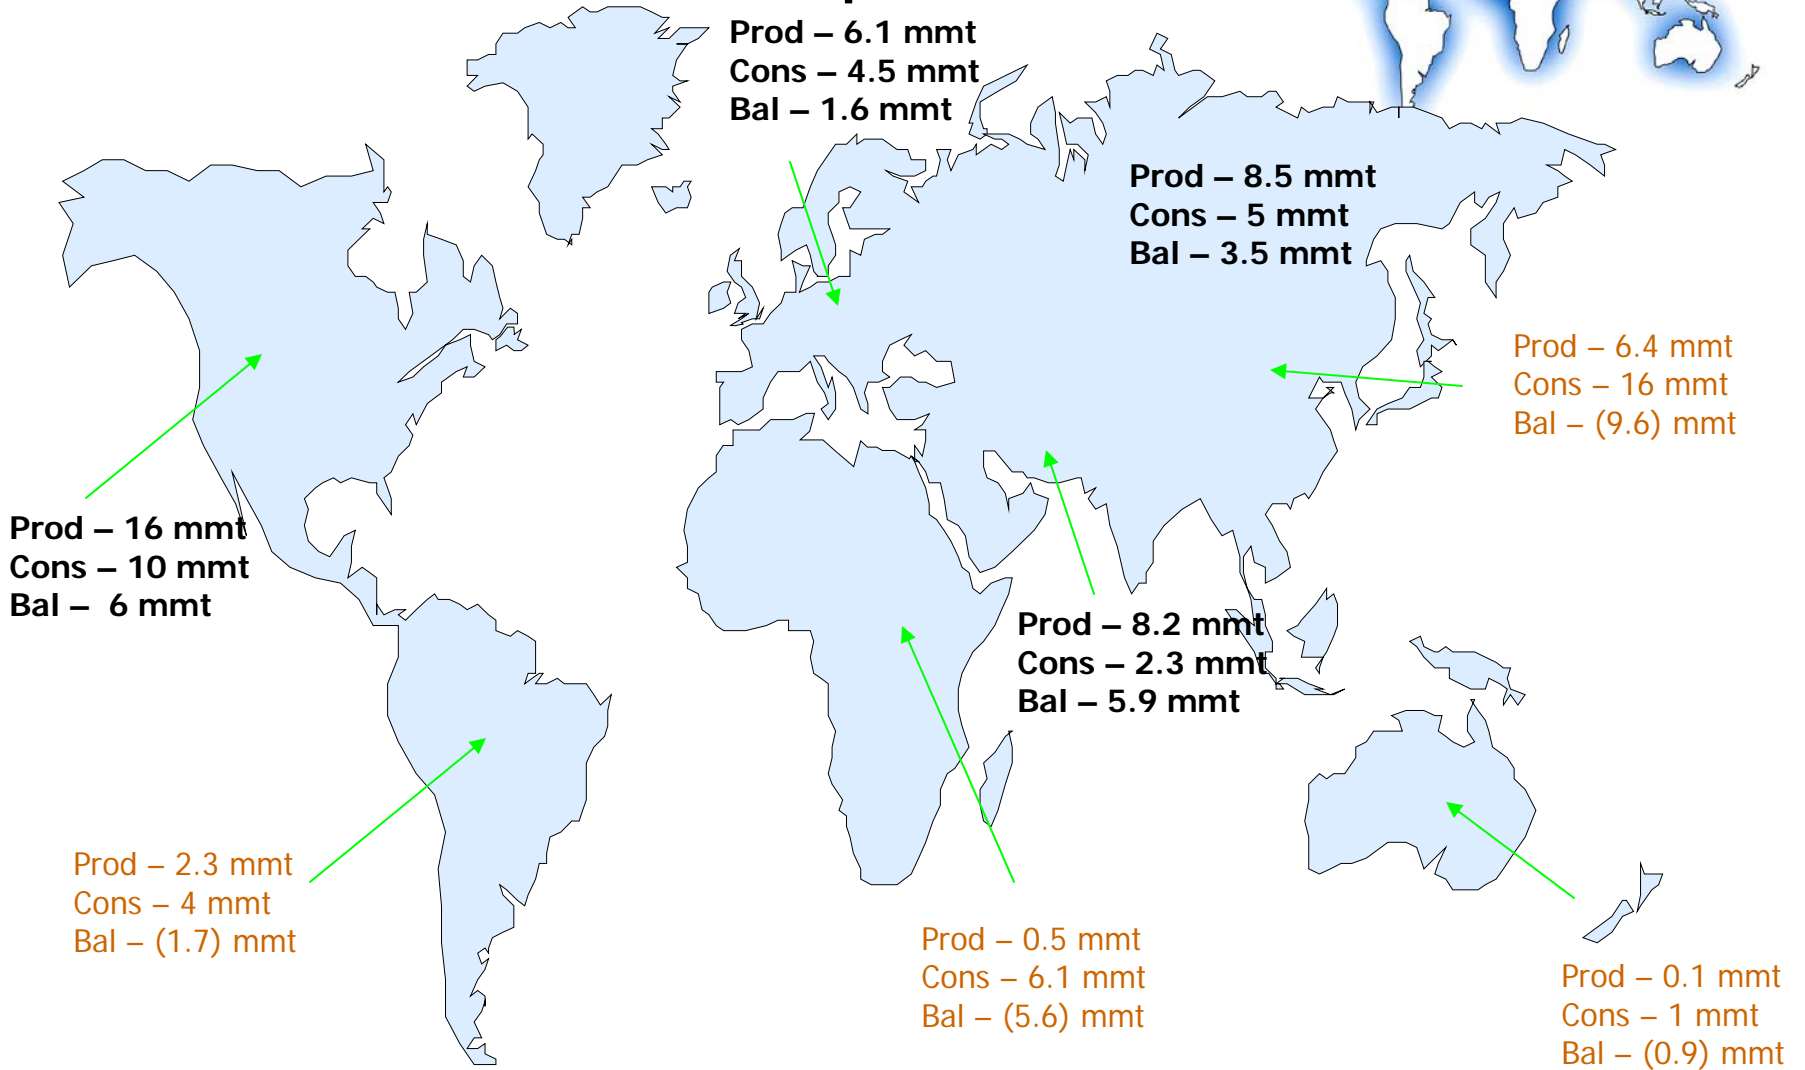 Prod – 6.1 mmt
Cons – 4.5 mmt
Bal – 1.6 mmt
Prod – 8.5 mmt
Cons – 5 mmt
Bal – 3.5 mmt
Prod – 6.4 mmt
Cons – 16 mmt
Bal – (9.6) mmt
Prod – 16 mmt
Cons – 10 mmt
Bal –  6 mmt
Prod – 8.2 mmt
Cons – 2.3 mmt
Bal – 5.9 mmt
Prod – 2.3 mmt
Cons – 4 mmt
Bal – (1.7) mmt
Prod – 0.5 mmt
Cons – 6.1 mmt
Bal – (5.6) mmt
Prod – 0.1 mmt
Cons – 1 mmt
Bal – (0.9) mmt